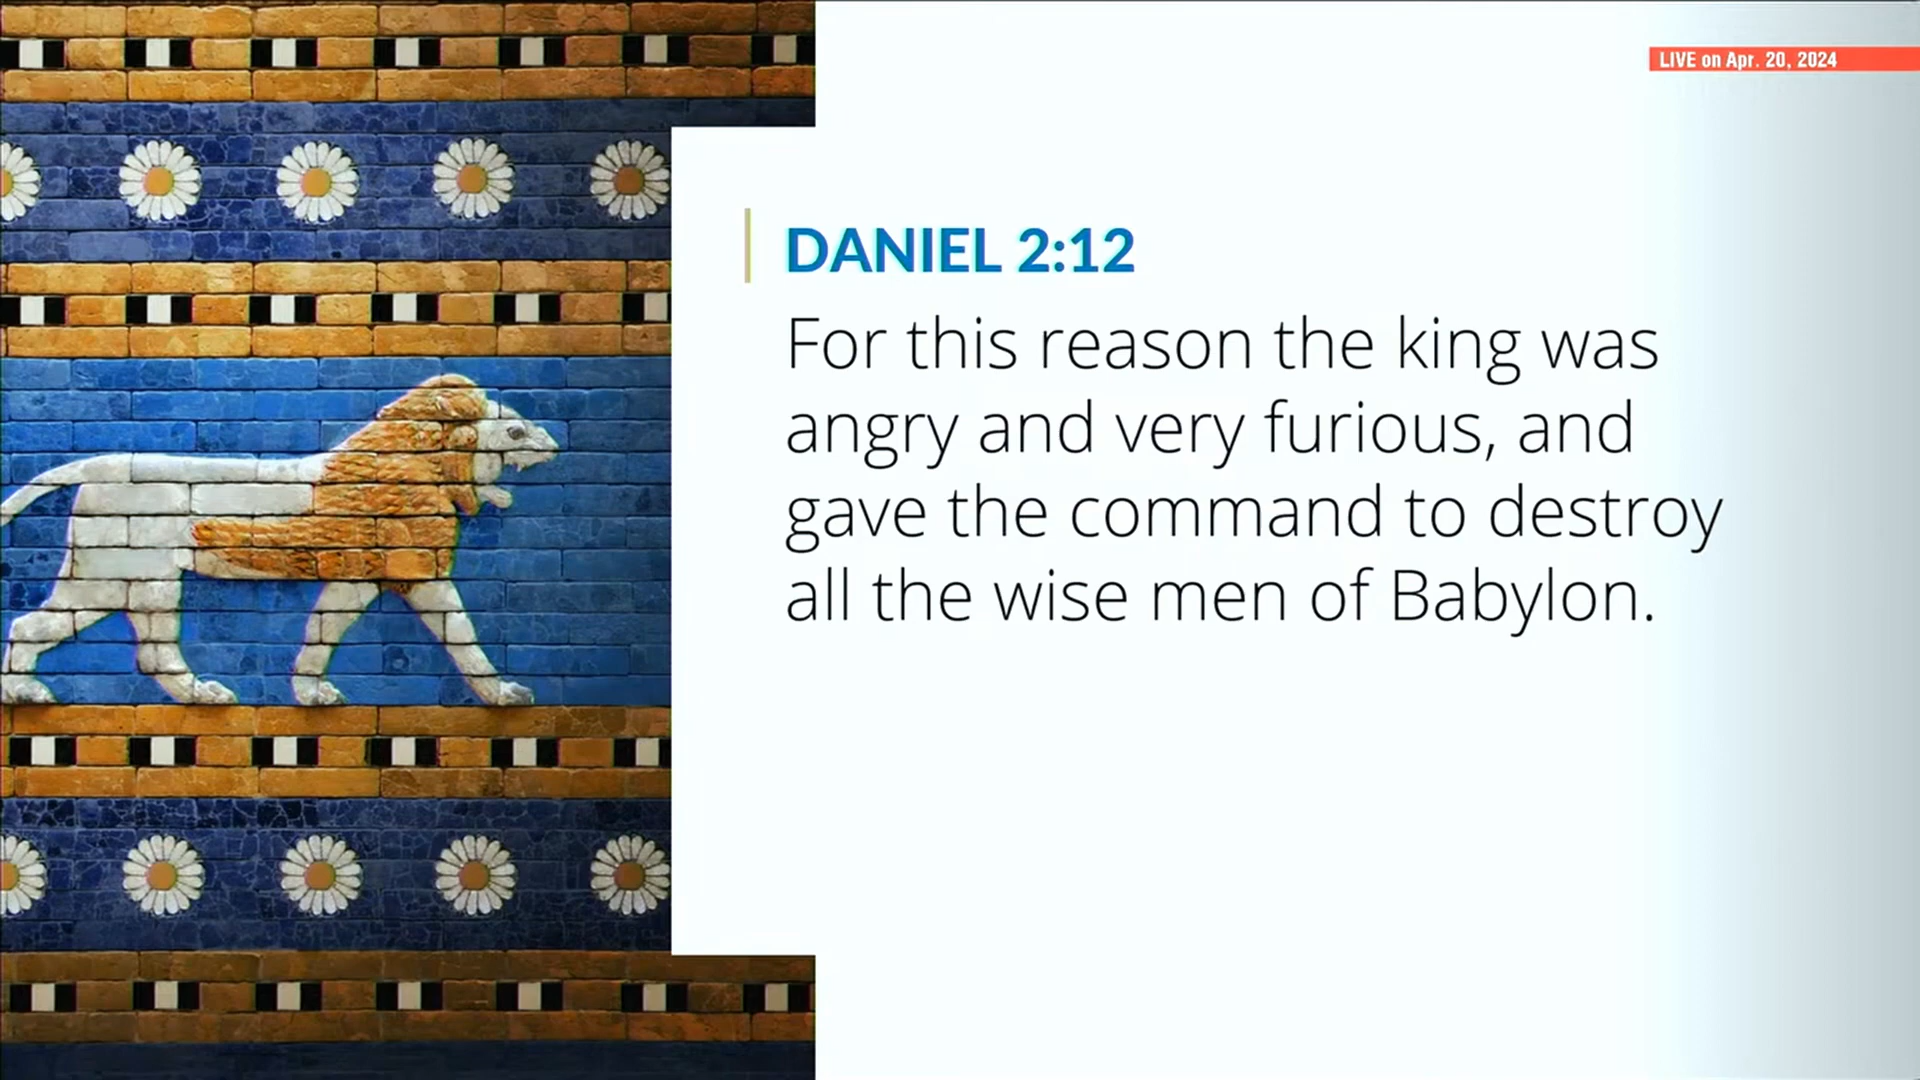 LIVE on Apr. 20, 2024
DANIEL 2:12
For this reason the king was
angry and very furious, and
gave the command to destroy
all the wise men of Babylon.